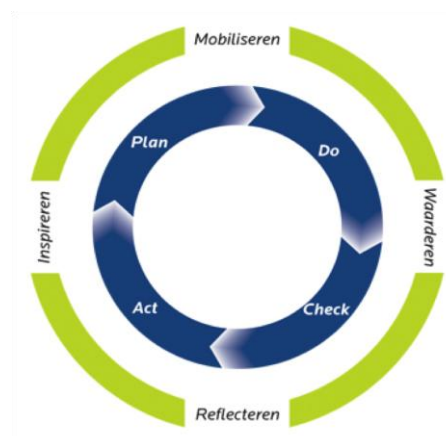 Mobiliseren
Plan
Do
Inspireren
Waarderen
Act
Check
Reflecteren